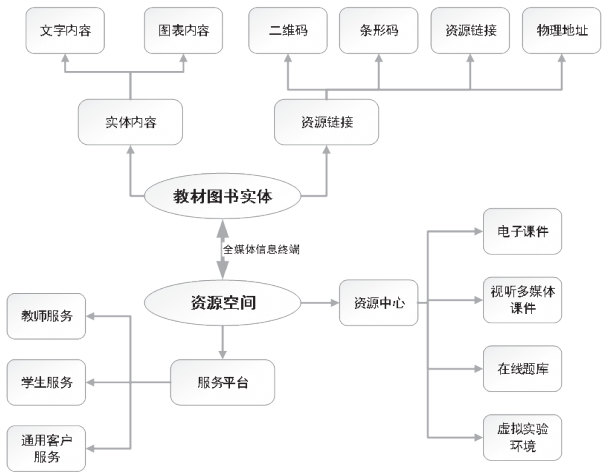 文字内容
图表内容
二维码
条形码
资源链接
物理地址
实体内容
资源链接
教材图书实体
全媒体信息终端
资源空间
资源中心
电子课件
视听多媒体
课件
在线题库
虚拟实验
环境
教师服务
学生服务
服务平台
通用客户
服务